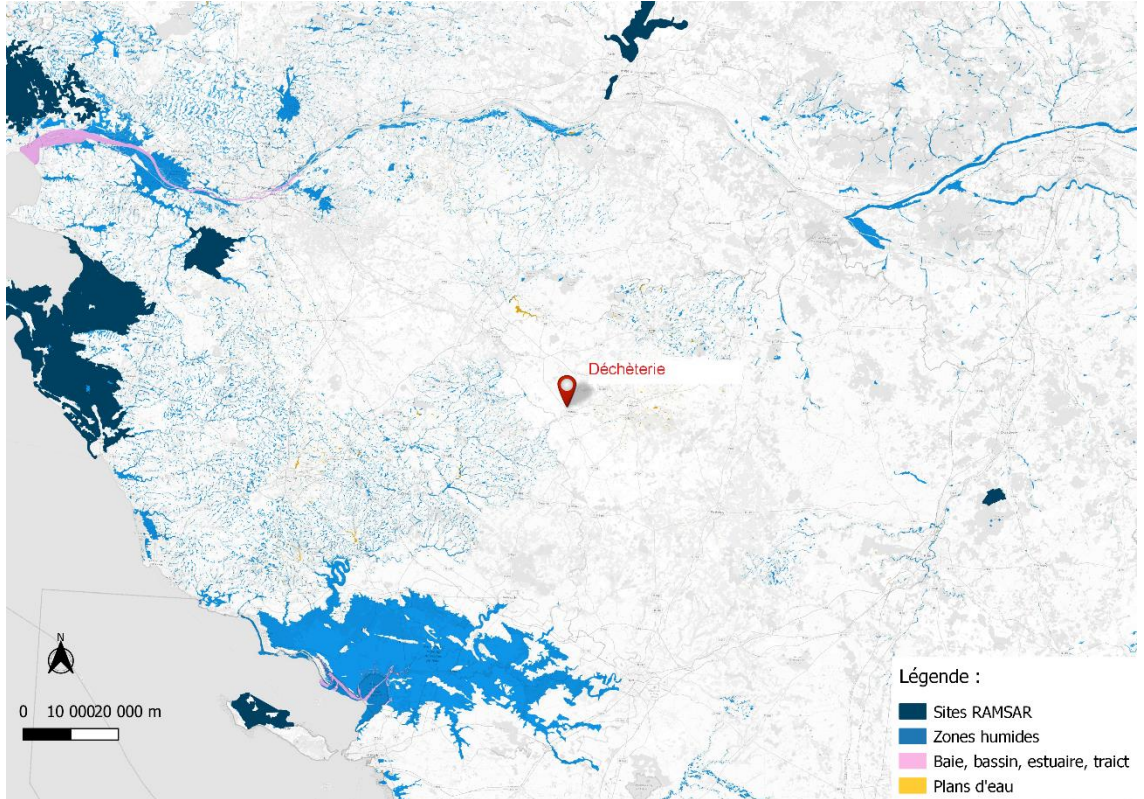 Déchèterie
N
0 10 00020 000 m
Légende :
Sites RAMSAR
Zones humides
Baie, bassin, estuaire, traict
Plans d'eau